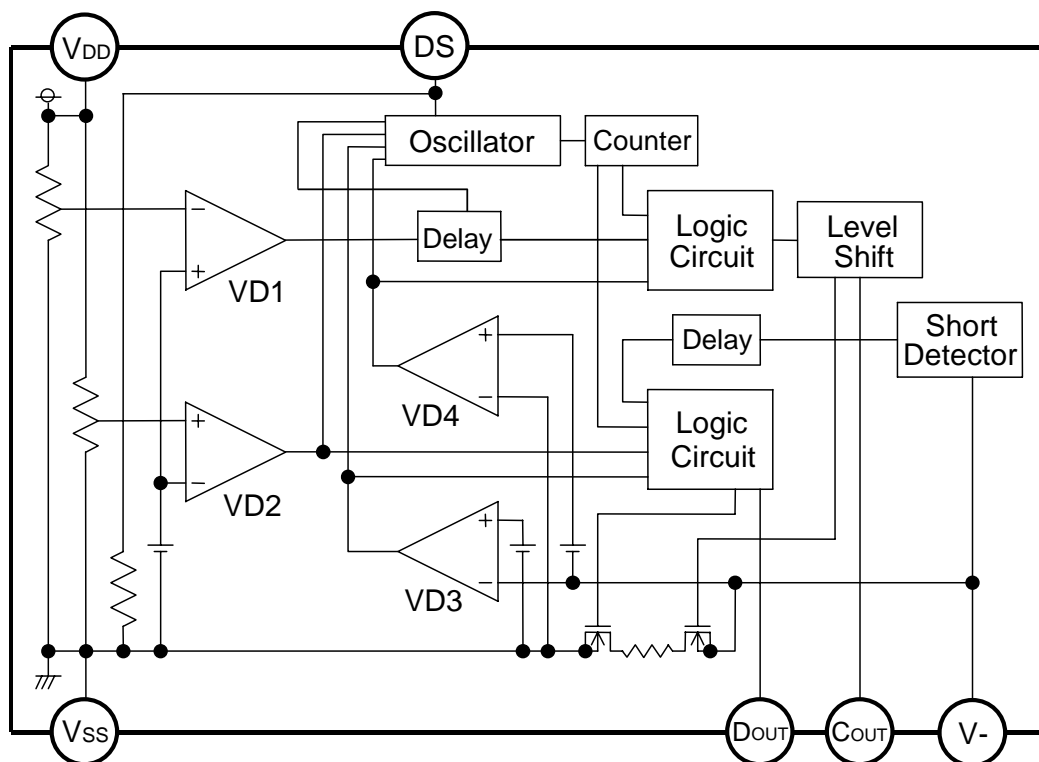 VDD
DS
Oscillator
Counter
−
+
VD1
Delay
Logic
Circuit
Level
Shift
+
−
VD4
Delay
Short
Detector
+
−
VD2
Logic
Circuit
+
−
VD3
VSS
DOUT
COUT
V-